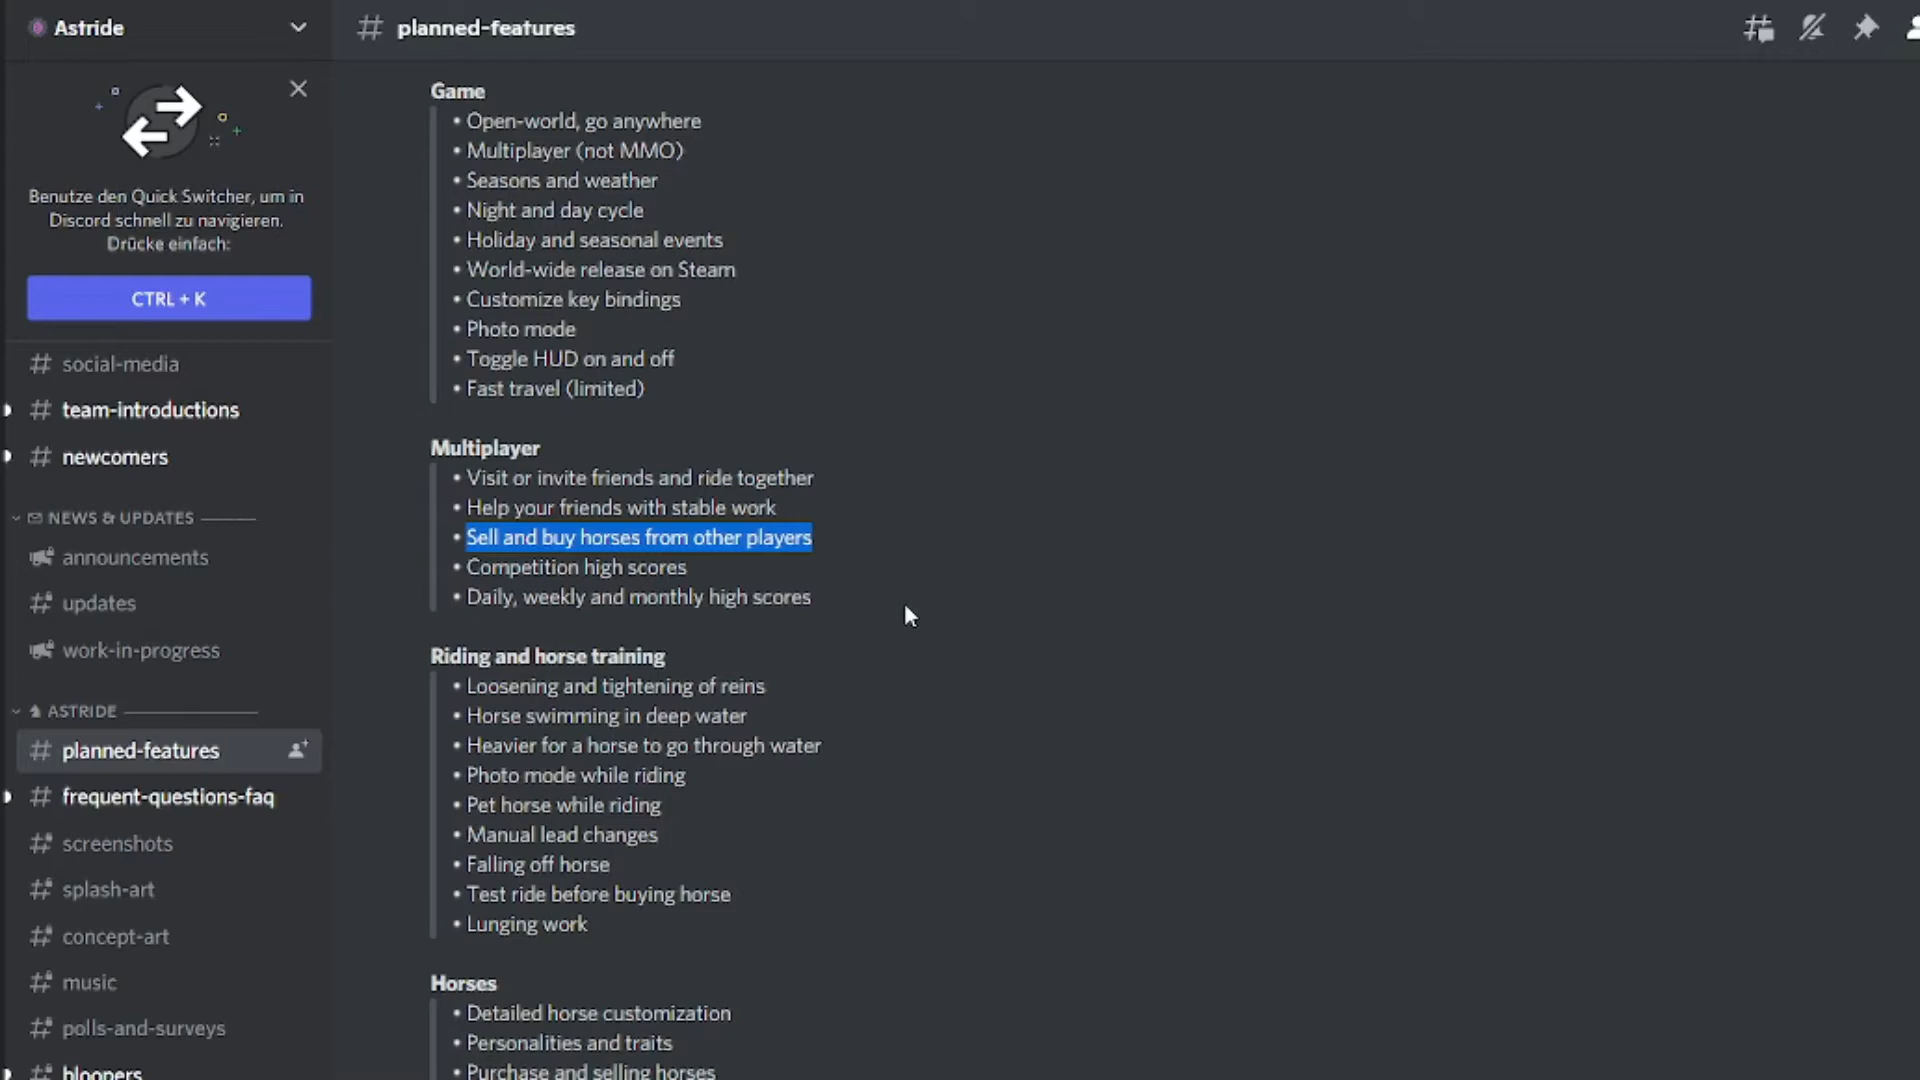 Astride
planned-features
Benutze den Quick Switcher, um in
Discord schnell zu navigieren.
Drücke einfach:
CTRL + K
social-media
team-introductions
newcomers
NEWS & UPDATES
announcements
updates
work-in-progress
ASTRIDE
planned-features
frequent-questions-faq
screenshots
splash-art
concept-art
music
polls-and-surveys
bloopers
Game
• Open-world, go anywhere
• Multiplayer (not MMO)
• Seasons and weather
• Night and day cycle
• Holiday and seasonal events
• World-wide release on Steam
• Customize key bindings
• Photo mode
• Toggle HUD on and off
• Fast travel (limited)
Multiplayer
• Visit or invite friends and ride together
• Help your friends with stable work
• Sell and buy horses from other players
• Competition high scores
• Daily, weekly and monthly high scores
Riding and horse training
• Loosening and tightening of reins
• Horse swimming in deep water
• Heavier for a horse to go through water
• Photo mode while riding
• Pet horse while riding
• Manual lead changes
• Falling off horse
• Test ride before buying horse
• Lunging work
Horses
• Detailed horse customization
• Personalities and traits
• Purchase and selling horses